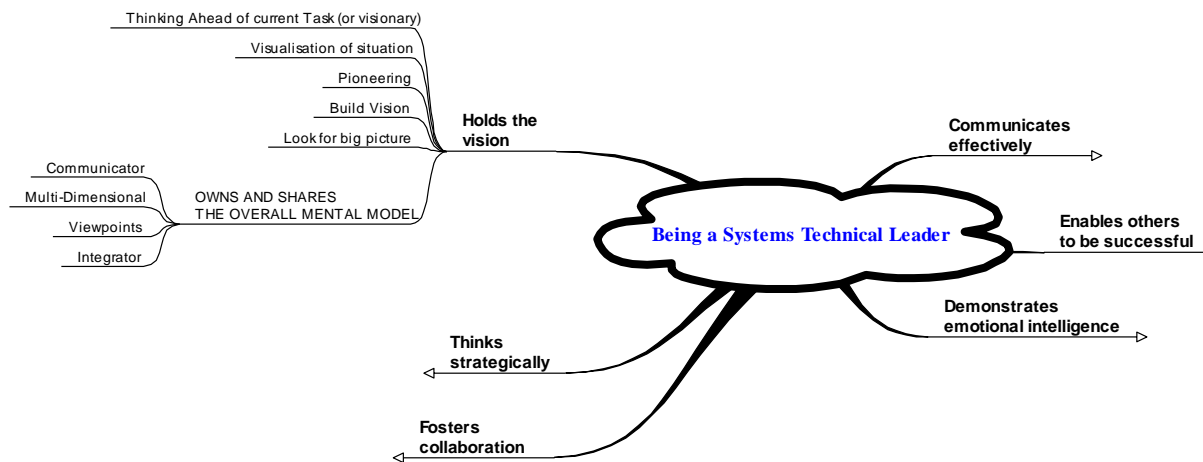 Thinking Ahead of current Task (or visionary)
Visualisation of situation
Pioneering
Build Vision
Look for big picture
Holds the
vision
Communicator
Multi-Dimensional
Viewpoints
Integrator
OWNS AND SHARES
THE OVERALL MENTAL MODEL
Being a Systems Technical Leader
Communicates
effectively
Enables others
to be successful
Demonstrates
emotional intelligence
Thinks
strategically
Fosters
collaboration